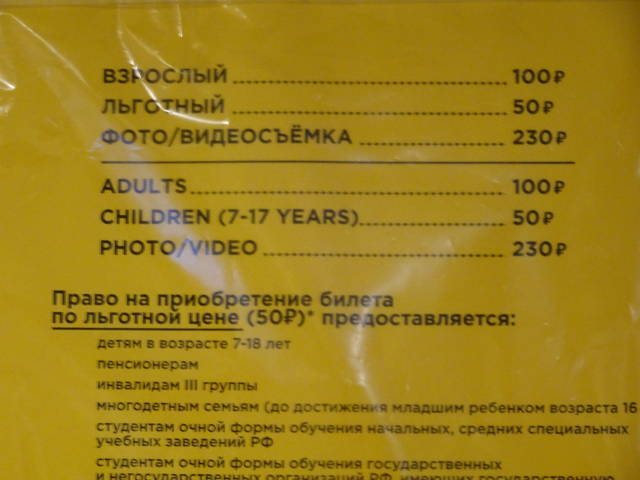 ВЗРОСЛЫЙ 100₽
ЛЬГОТНЫЙ 50₽
ФОТО/ВИДЕОСЪЁМКА 230₽
ADULTS 100₽
CHILDREN (7-17 YEARS) 50₽
PHOTO/VIDEO 230₽
Право на приобретение билета
по льготной цене (50₽)* предоставляется:
детям в возрасте 7-18 лет
пенсионерам
инвалидам III группы
многодетным семьям (до достижения младшим ребенком возраста 16
студентам очной формы обучения начальных, средних специальных
учебных заведений РФ
студентам очной формы обучения государственных
и негосударственных организаций РФ, имеющих государственную